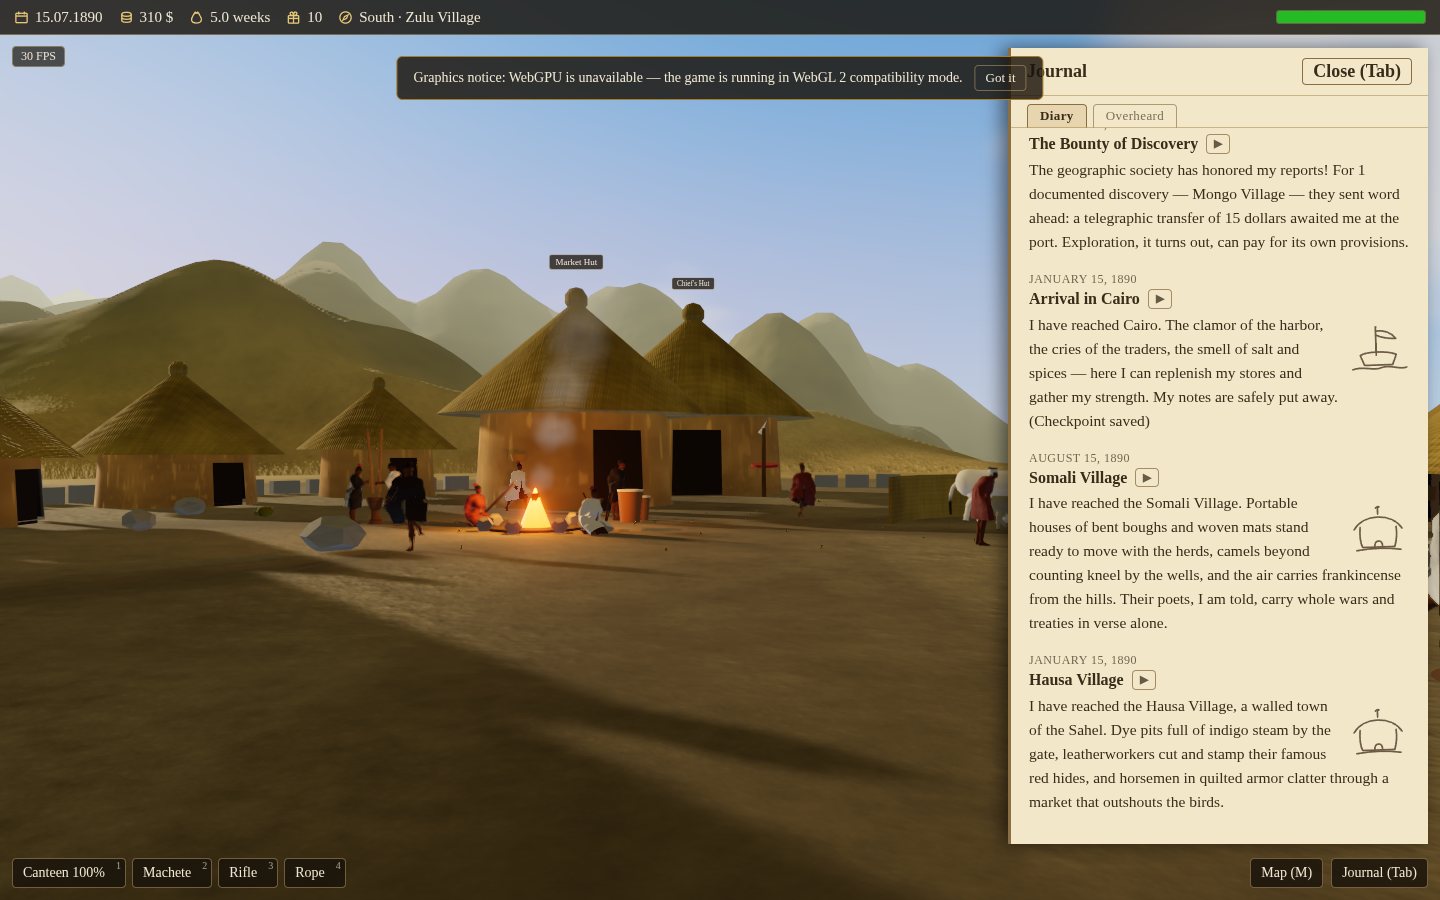 15.07.1890 310 $ 5.0 weeks 10 South · Zulu Village
30 FPS
Graphics notice: WebGPU is unavailable — the game is running in WebGL 2 compatibility mode. Got it
Market Hut
Chief's Hut
Journal Close (Tab)
Diary Overheard
The Bounty of Discovery
The geographic society has honored my reports! For 1
documented discovery — Mongo Village — they sent word
ahead: a telegraphic transfer of 15 dollars awaited me at the
port. Exploration, it turns out, can pay for its own provisions.
JANUARY 15, 1890
Arrival in Cairo
I have reached Cairo. The clamor of the harbor,
the cries of the traders, the smell of salt and
spices — here I can replenish my stores and
gather my strength. My notes are safely put away.
(Checkpoint saved)
AUGUST 15, 1890
Somali Village
I have reached the Somali Village. Portable
houses of bent boughs and woven mats stand
ready to move with the herds, camels beyond
counting kneel by the wells, and the air carries frankincense
from the hills. Their poets, I am told, carry whole wars and
treaties in verse alone.
JANUARY 15, 1890
Hausa Village
I have reached the Hausa Village, a walled town
of the Sahel. Dye pits full of indigo steam by the
gate, leatherworkers cut and stamp their famous
red hides, and horsemen in quilted armor clatter through a
market that outshouts the birds.
Canteen 100% 1 Machete 2 Rifle 3 Rope 4
Map (M) Journal (Tab)